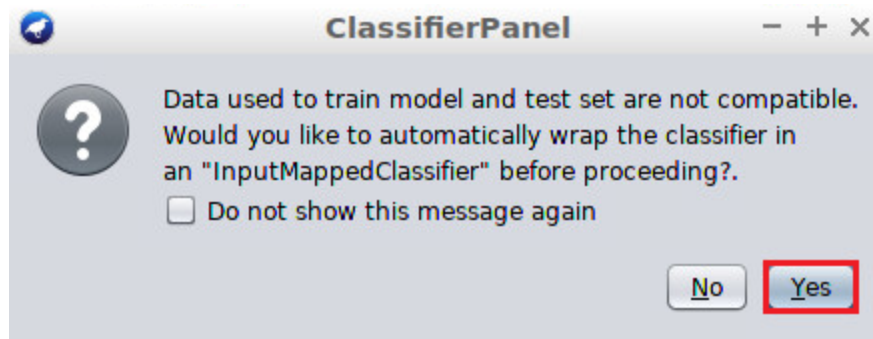 ClassifierPanel
Data used to train model and test set are not compatible.
Would you like to automatically wrap the classifier in
an "InputMappedClassifier" before proceeding?.
Do not show this message again
No Yes